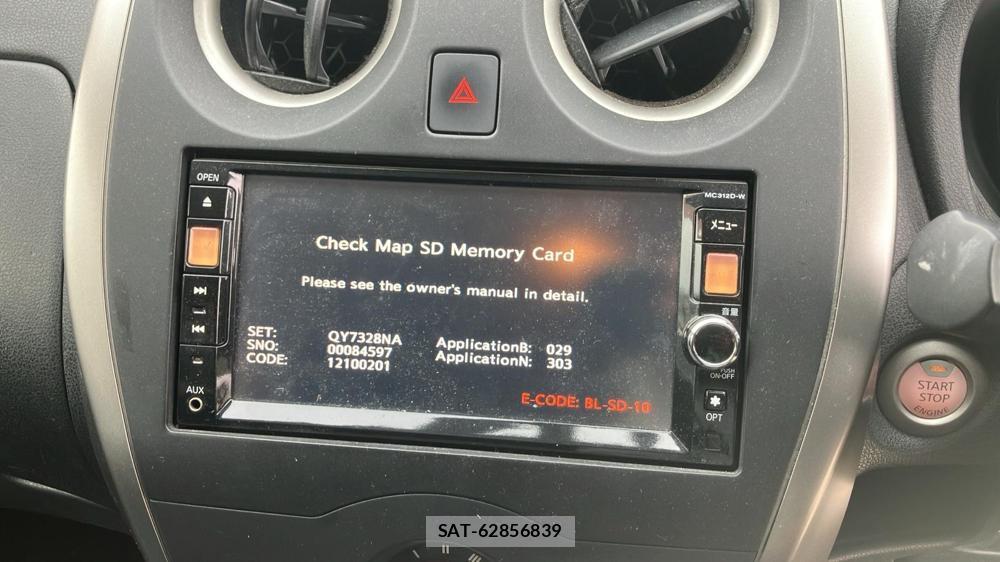 OPEN
MC312D-W
メニュー
Check Map SD Memory Card
Please see the owner's manual in detail.
音量
SET: QY7328NA ApplicationB: 029
SNO: 00084597 ApplicationN: 303
CODE: 12100201
PUSH
ON-OFF
AUX
E-CODE: BL-SD-10
OPT
START
STOP
ENGINE
SAT-62856839